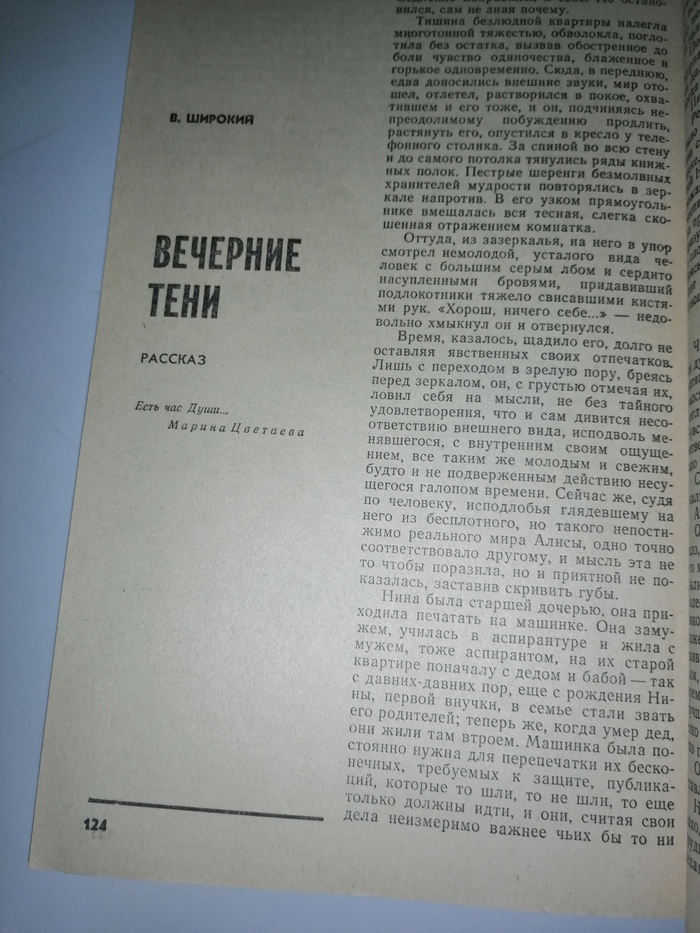 В. ШИРОКИЙ
ВЕЧЕРНИЕ
ТЕНИ
РАССКАЗ
Есть час Души...
Марина Цветаева
вился, сам не зная почему.
Тишина безлюдной квартиры налегла
многотонной тяжестью, обволокла, погло-
тила без остатка, вызвав обостренное до
боли чувство одиночества, блаженное и
горькое одновременно. Сюда, в переднюю,
едва доносились внешние звуки, мир ото-
шел, отлетел, растворился в покое, охва-
тившем и его тоже, и он, подчиняясь не-
преодолимому побуждению продлить,
растянуть его, опустился в кресло у теле-
фонного столика. За спиной во всю стену
и до самого потолка тянулись ряды книж-
ных полок. Пестрые шеренги безмолвных
хранителей мудрости повторялись в зер-
кале напротив. В его узком прямоуголь-
нике вмещалась вся тесная, слегка ско-
шенная отражением комнатка.
Оттуда, из зазеркалья, на него в упор
смотрел немолодой, усталого вида че-
ловек с большим серым лбом и сердито
насупленными бровями, придавивший
подлокотники тяжело свисавшими кистя-
ми рук. «Хорош, ничего себе...» — недо-
вольно хмыкнул он и отвернулся.
Время, казалось, щадило его, долго не
оставляя явственных своих отпечатков.
Лишь с переходом в зрелую пору, бреясь
перед зеркалом, он, с грустью отмечая их,
ловил себя на мысли, не без тайного
удовлетворения, что и сам дивится несо-
ответствию внешнего вида, исподволь ме-
нявшегося, с внутренним своим ощуще-
нием, все таким же молодым и свежим,
будто и не подверженным действию несу-
щегося галопом времени. Сейчас же, судя
по человеку, исподлобья глядевшему на
него из бесплотного, но такого непости-
жимо реального мира Алисы, одно точно
соответствовало другому, и мысль эта не
то чтобы поразила, но и приятной не по-
казалась, заставив скривить губы.
Нина была старшей дочерью, она при-
ходила печатать на машинке. Она заму-
жем, училась в аспирантуре и жила с
мужем, тоже аспирантом, на их старой
квартире поначалу с дедом и бабой — так
с давних-давних пор, еще с рождения Ни-
ны, первой внучки, в семье стали звать
его родителей; теперь же, когда умер дед,
они жили там втроем. Машинка была по-
стоянно нужна для перепечатки их беско-
нечных, требуемых к защите, публика-
ций, которые то шли, то не шли, то еще
только должны идти, и они, считая свои
дела неизмеримо важнее чьих бы то ни
124